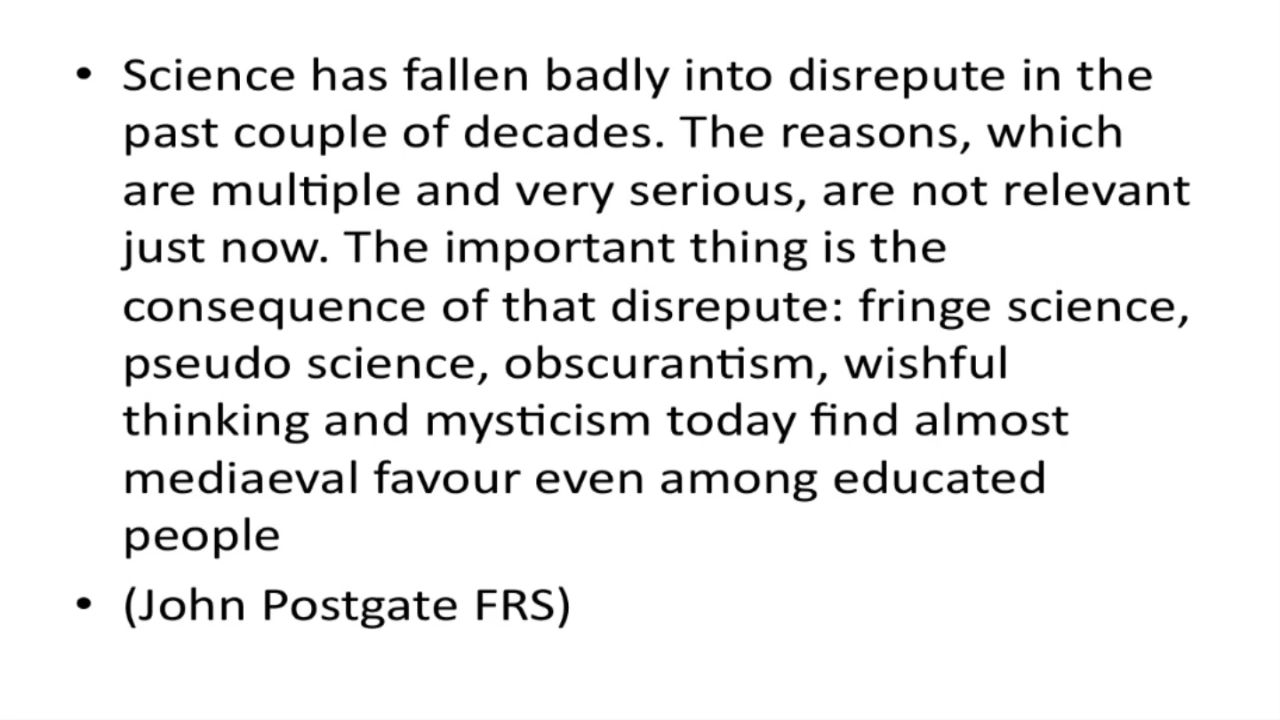 • Science has fallen badly into disrepute in the
past couple of decades. The reasons, which
are multiple and very serious, are not relevant
just now. The important thing is the
consequence of that disrepute: fringe science,
pseudo science, obscurantism, wishful
thinking and mysticism today find almost
mediaeval favour even among educated
people
• (John Postgate FRS)